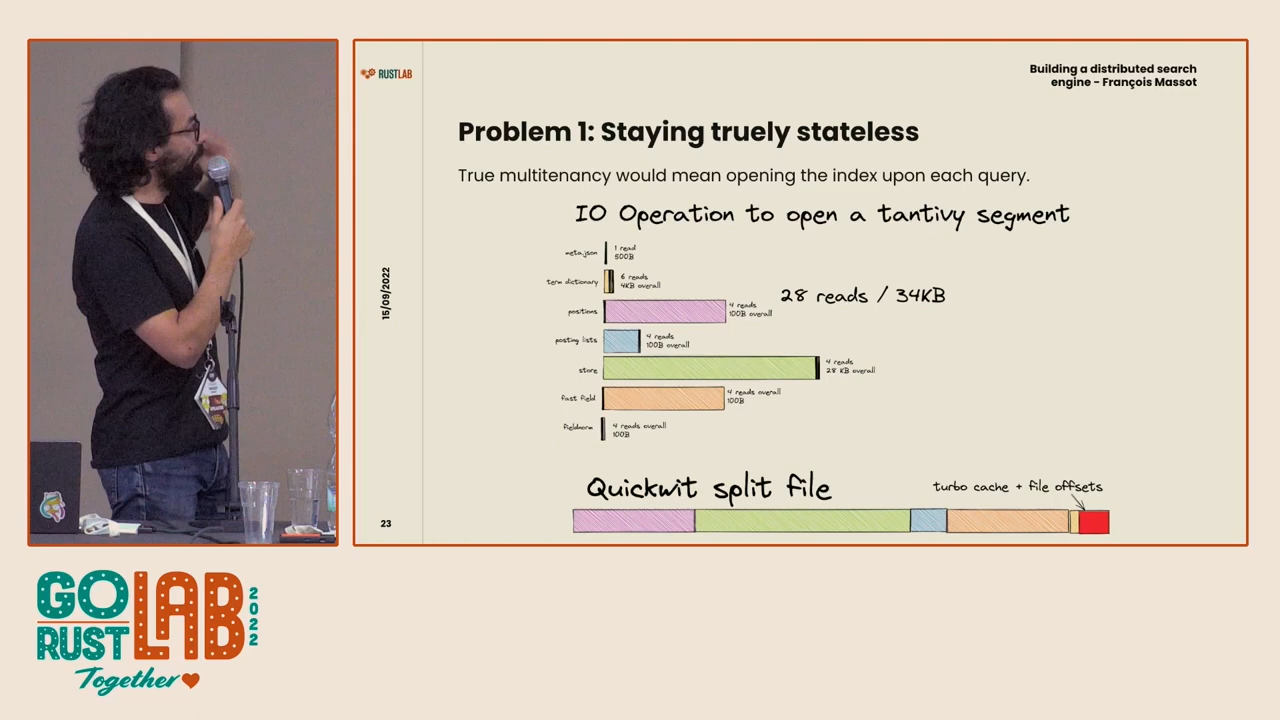 RUSTLAB
Building a distributed search
engine - François Massot
Problem 1: Staying truely stateless
True multitenancy would mean opening the index upon each query.
IO Operation to open a tantivy segment
meta.json
1 read
500B
term dictionary
6 reads
4KB overall
positions
4 reads
100B overall
28 reads / 34KB
posting lists
4 reads
100B overall
store
4 reads
28 KB overall
fast field
4 reads overall
100B
fieldnorm
4 reads overall
100B
15/09/2022
Quickwit split file
turbo cache + file offsets
23
GO
RUST
LAB
2022
Together